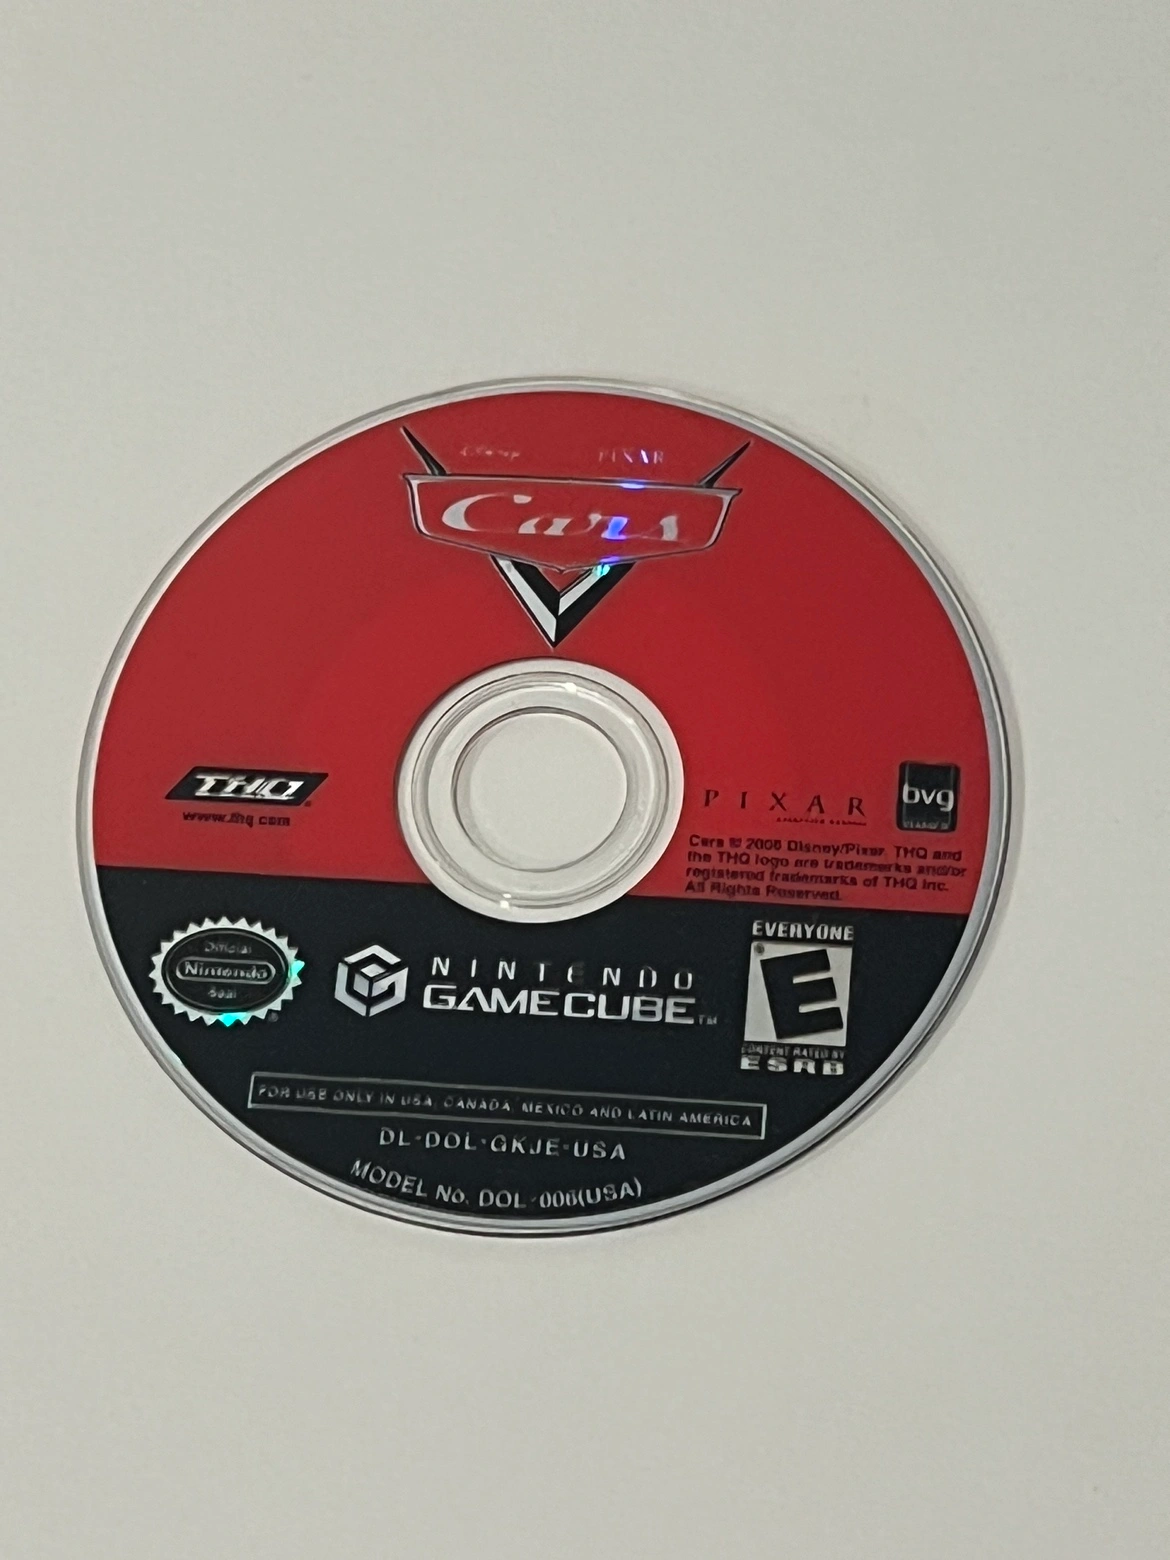 Disney PIXAR
Cars
THQ
www.thq.com
PIXAR
bvg
Cars © 2006 Disney/Pixar. THQ and
the THQ logo are trademarks and/or
registered trademarks of THQ Inc.
All Rights Reserved.
Official
Nintendo
Seal
NINTENDO
GAMECUBE™
EVERYONE
E
CONTENT RATED BY
ESRB
FOR USE ONLY IN USA, CANADA, MEXICO AND LATIN AMERICA
DL-DOL-GKJE-USA
MODEL No. DOL-006(USA)